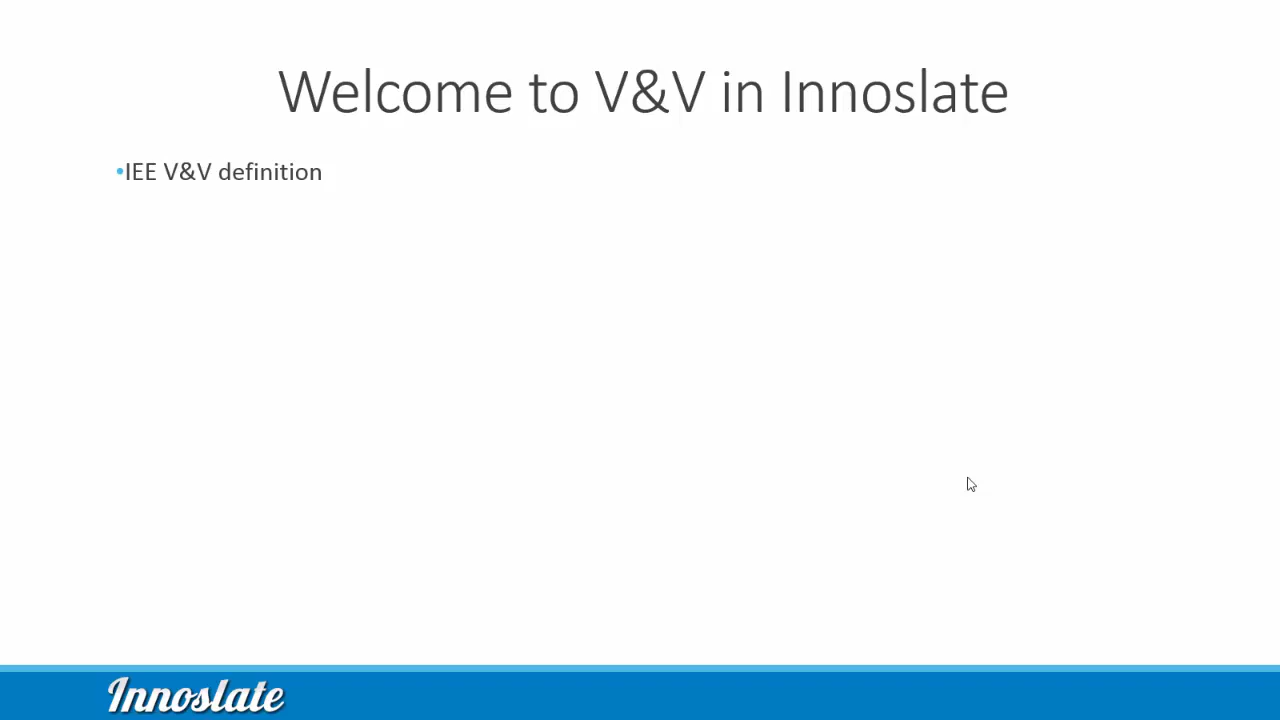 Welcome to V&V in Innoslate
•IEE V&V definition
Innoslate